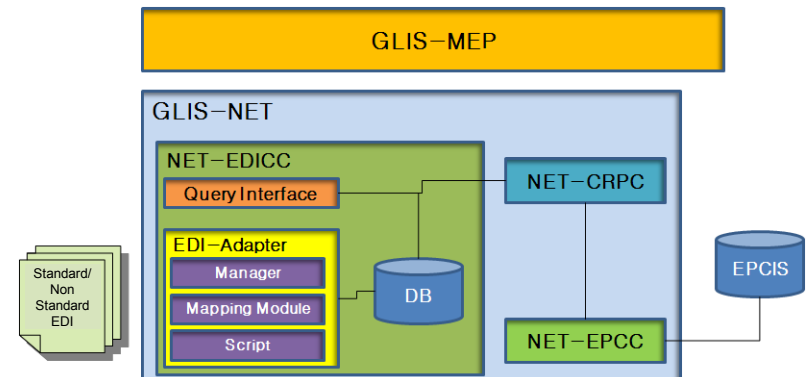 GLIS-MEP
GLIS-NET
NET-EDICC
Query Interface
NET-CRPC
EDI-Adapter
Manager
Mapping Module
Script
DB
EPCIS
NET-EPCC
Standard/
Non
Standard
EDI